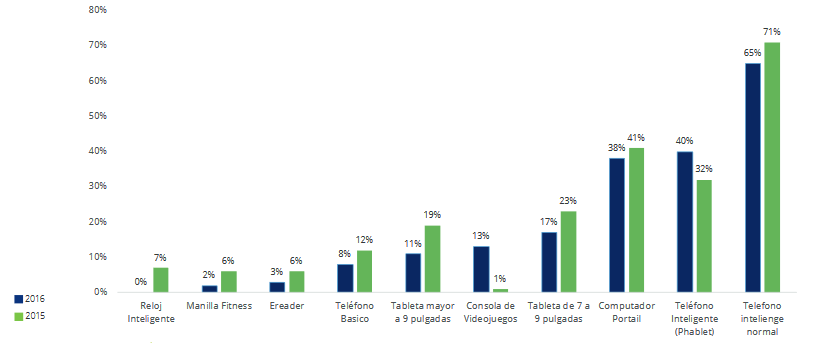 80%
70%
60%
50%
40%
30%
20%
10%
0%
0%
7%
2%
6%
3%
6%
8%
12%
11%
19%
13%
1%
17%
23%
38%
41%
40%
32%
65%
71%
Reloj
Inteligente
Manilla Fitness
Ereader
Teléfono
Basico
Tableta mayor
a 9 pulgadas
Consola de
Videojuegos
Tableta de 7 a
9 pulgadas
Computador
Portail
Teléfono
Inteligente
(Phablet)
Telefono
intelienge
normal
2016
2015